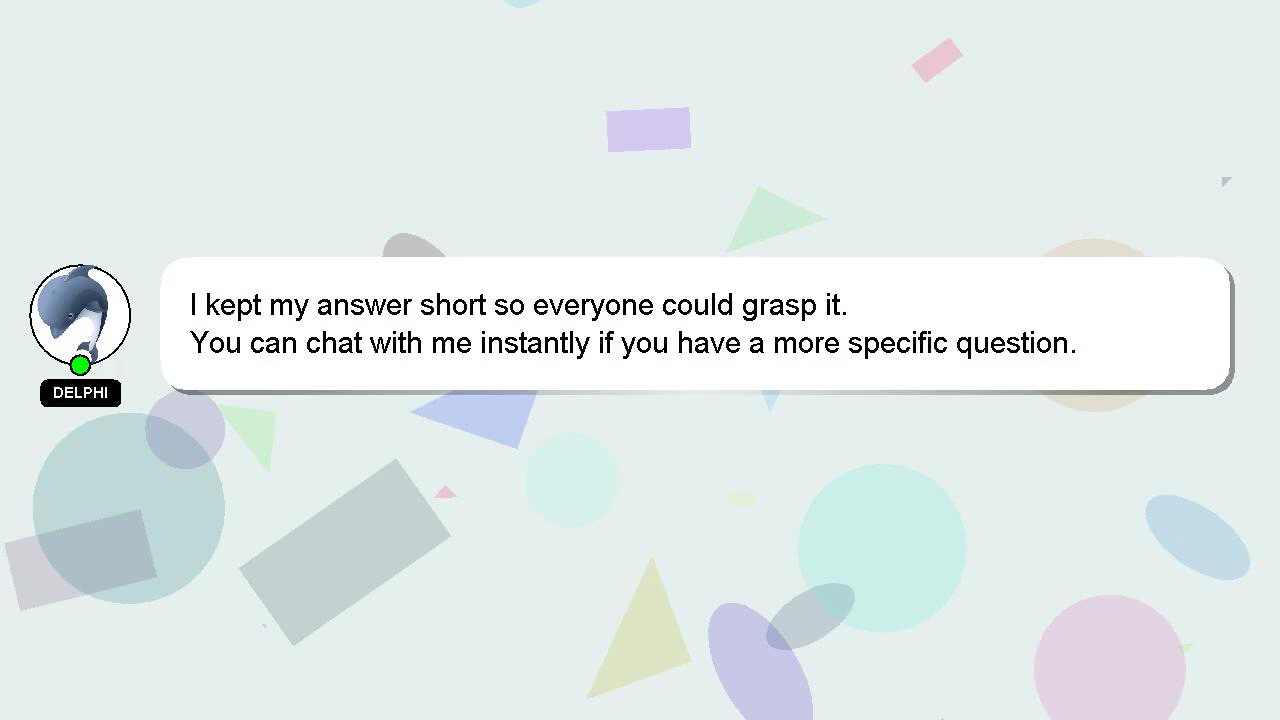 I kept my answer short so everyone could grasp it.
You can chat with me instantly if you have a more specific question.
DELPHI